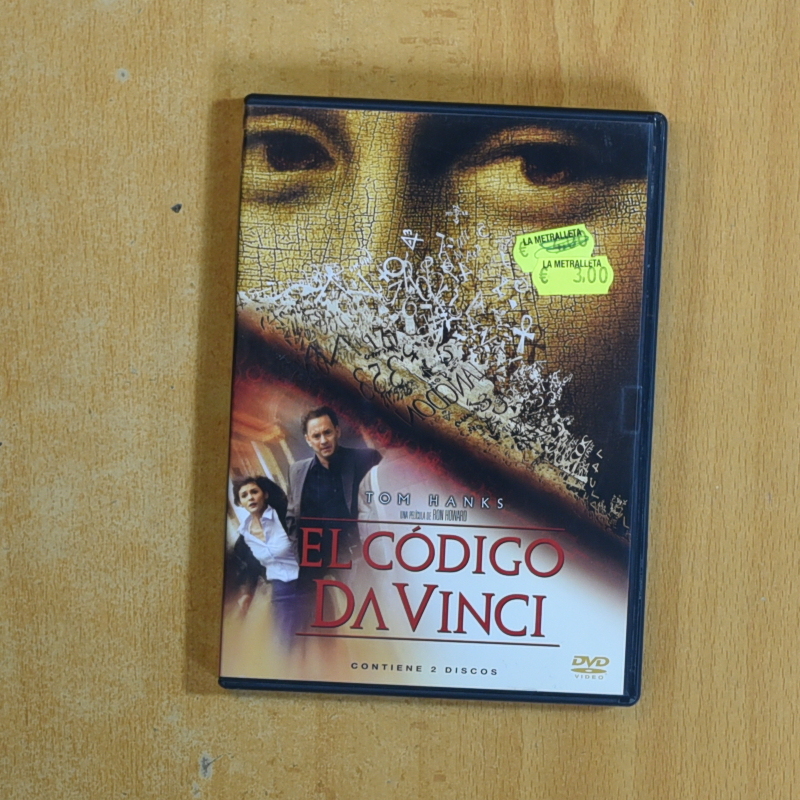 LA METRALLETA
€
LA METRALLETA
€ 3,00
TOM HANKS
UNA PELÍCULA DE RON HOWARD
EL CÓDIGO
DA VINCI
CONTIENE 2 DISCOS
DVD
VIDEO